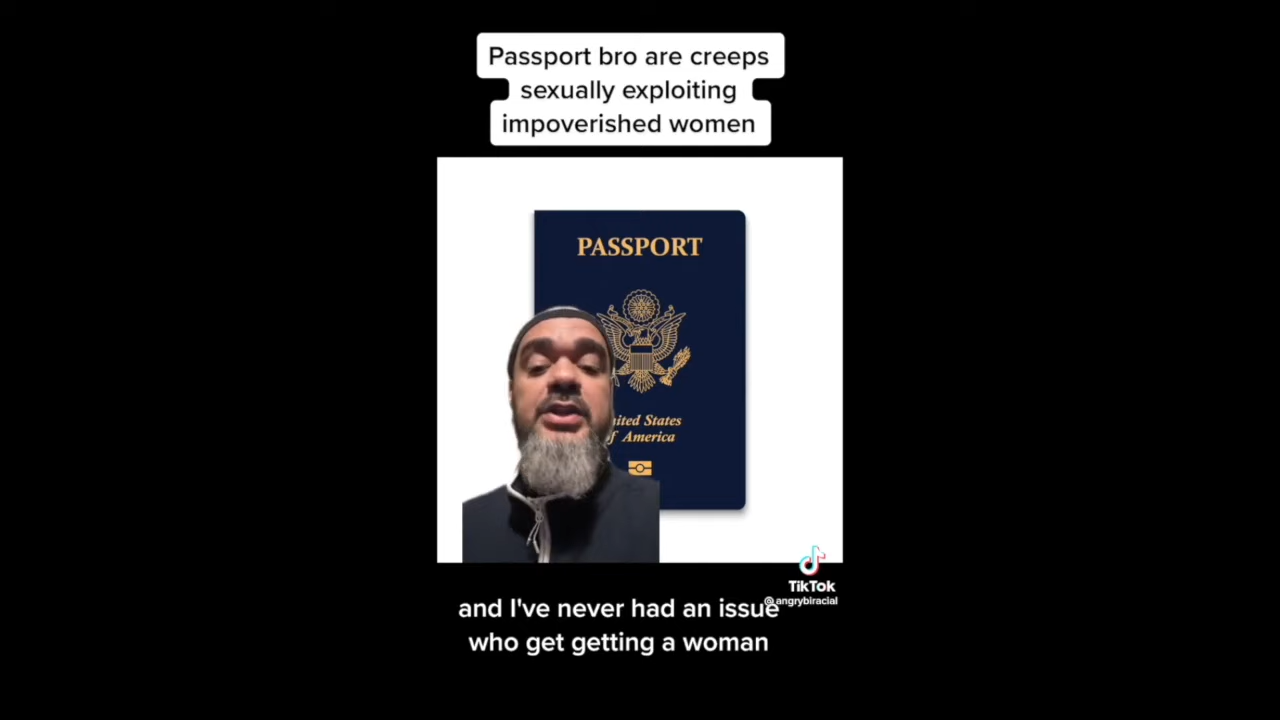 Passport bro are creeps
sexually exploiting
impoverished women
PASSPORT
nited States
f America
and I've never had an issue
who get getting a woman
TikTok
@angrybiracial